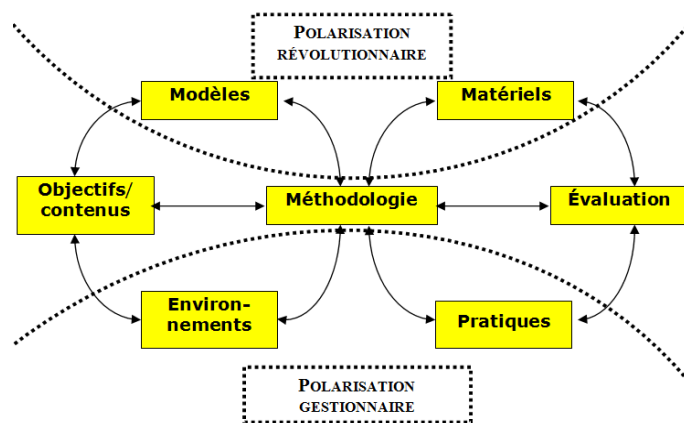 POLARISATION
RÉVOLUTIONNAIRE
Modèles
Matériels
Objectifs/
contenus
Méthodologie
Évaluation
Environ-
nements
Pratiques
POLARISATION
GESTIONNAIRE